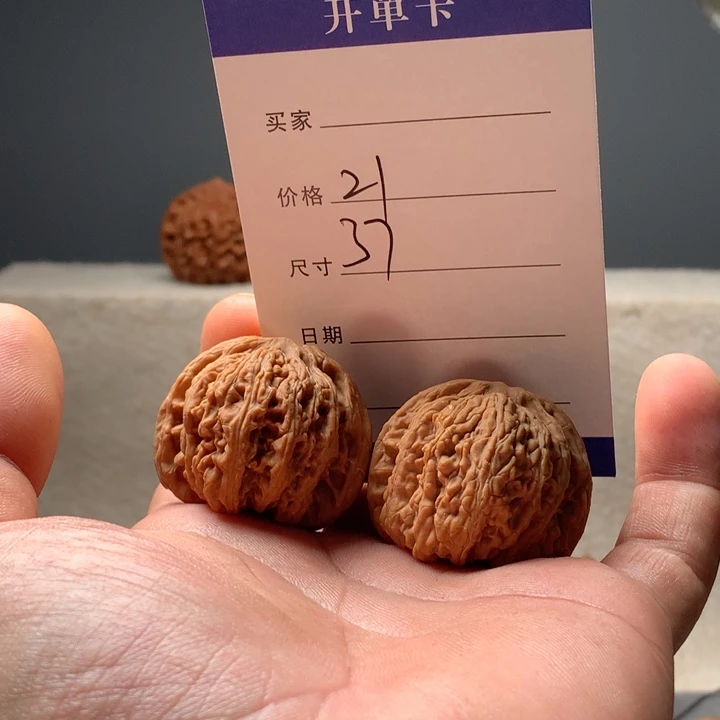 开单卡
买家
价格 21
尺寸 37
日期